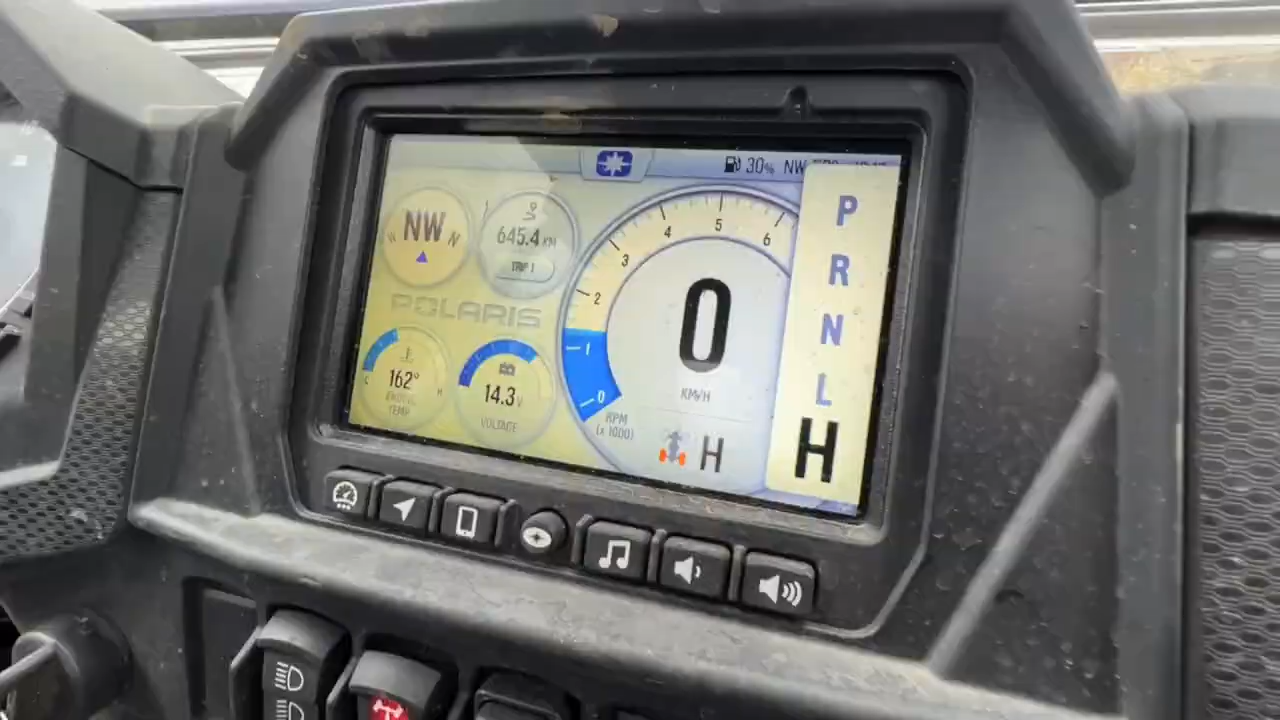 30% NW
P
R
N
L
H
W NW N
645.4 KM
TRIP 1
POLARIS
162°
C H
ENGINE
TEMP
14.3 V
VOLTAGE
0 1 2 3 4 5 6
RPM
(x 1000)
0
KM/H
H